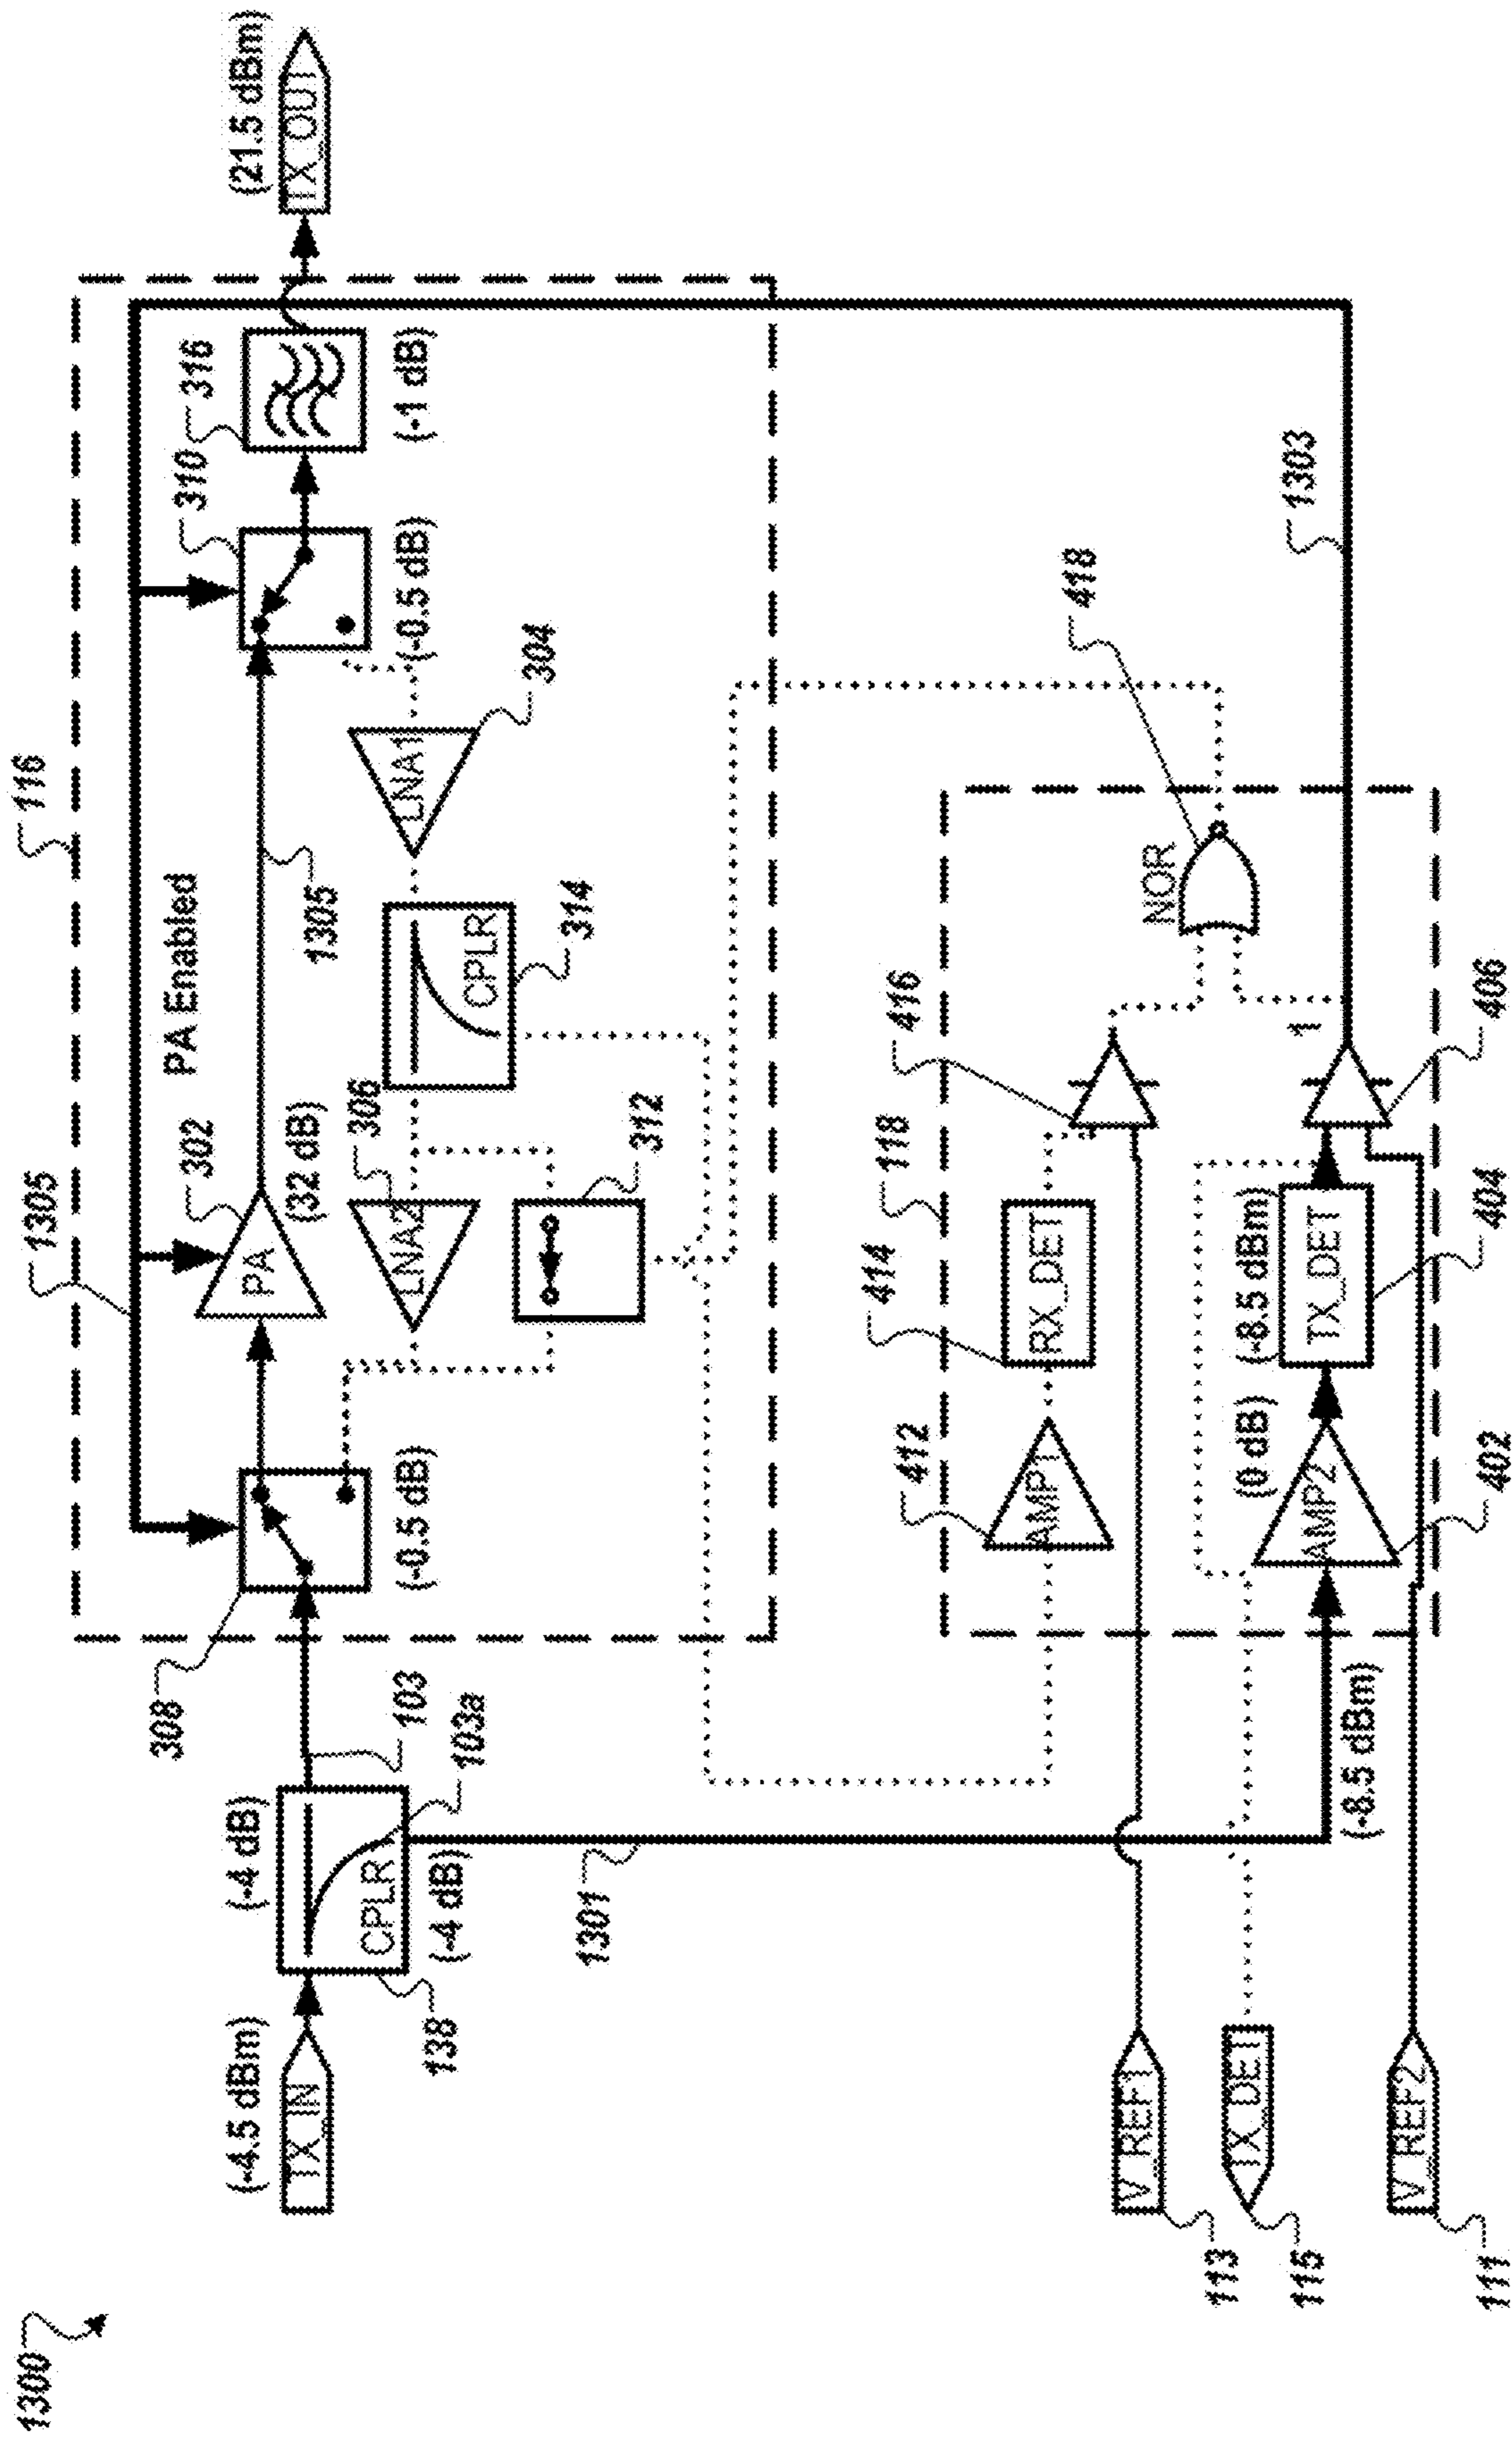 1300
116
1305
PA Enabled
302
PA
(32 dB)
1305
310
316
(-1 dB)
(21.5 dBm)
TX_OUT
308
(-0.5 dB)
(-0.5 dB)
306
LNA2
312
314
CPLR
LNA1
304
(-4.5 dBm)
TX_IN
(-4 dB)
CPLR
138
(-4 dB)
103
103a
1301
118
412
AMP1
414
RX_DET
416
NOR
418
1303
(0 dB)
AMP2
402
(-8.5 dBm)
TX_DET
404
1
406
(-8.5 dBm)
V_REF1
113
TX_DET
115
V_REF2
111